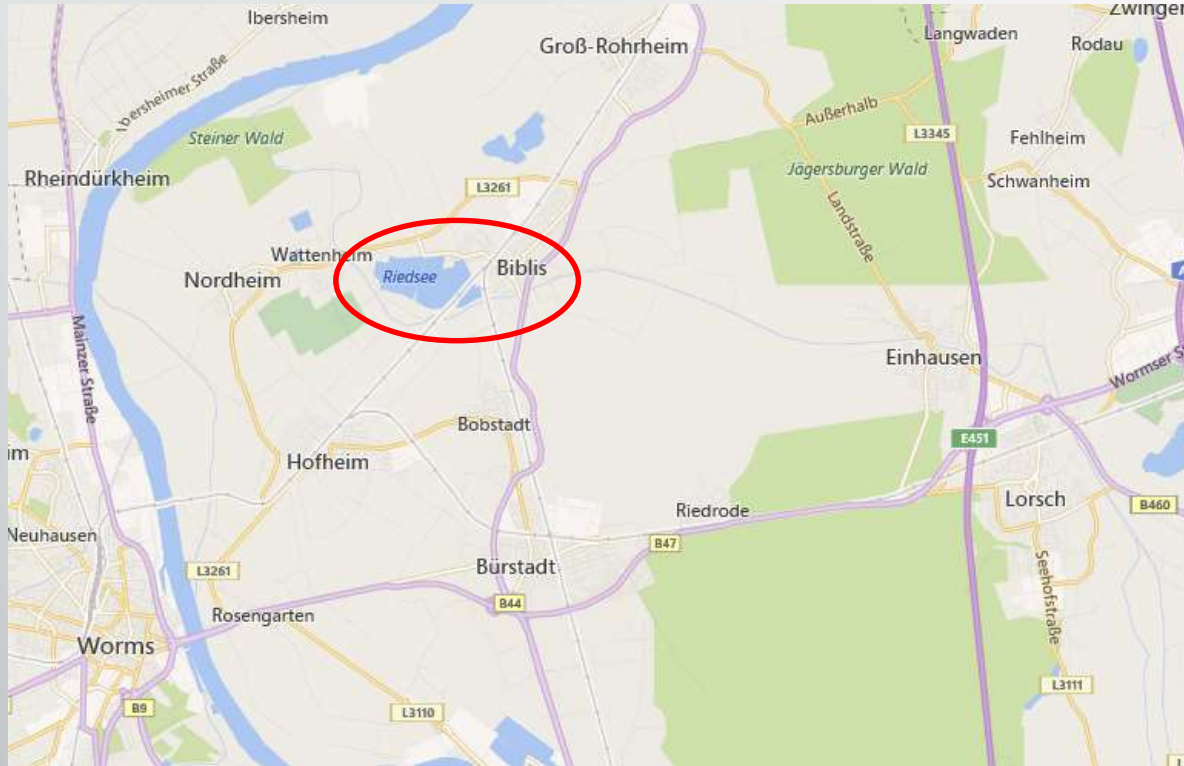 Ibersheim
Zwingen
Langwaden
Rodau
Groß-Rohrheim
Ibersheimer Straße
Außerhalb
Steiner Wald
L3345
Fehlheim
Rheindürkheim
Jägersburger Wald
Schwanheim
L3261
Landstraße
Wattenheim
Riedsee
Biblis
Nordheim
A
Mainzer Straße
Einhausen
Wormser S
Bobstadt
E451
im
Hofheim
Lorsch
Riedrode
B460
Neuhausen
B47
L3261
Bürstadt
Seehofstraße
B44
Rosengarten
Worms
L3111
B9
L3110
L